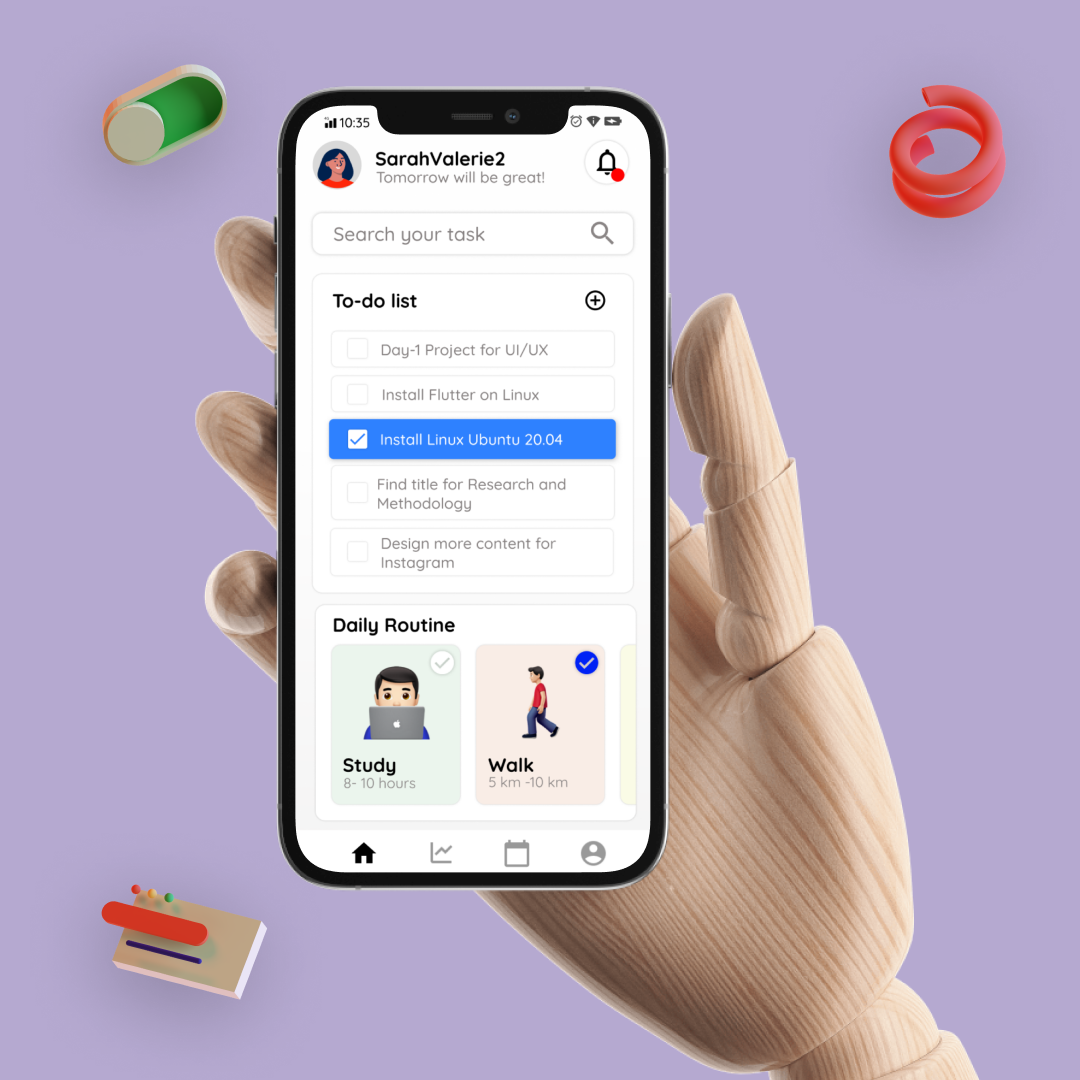 10:35
SarahValerie2
Tomorrow will be great!
Search your task
To-do list
Day-1 Project for UI/UX
Install Flutter on Linux
Install Linux Ubuntu 20.04
Find title for Research and
Methodology
Design more content for
Instagram
Daily Routine
Study
8- 10 hours
Walk
5 km -10 km